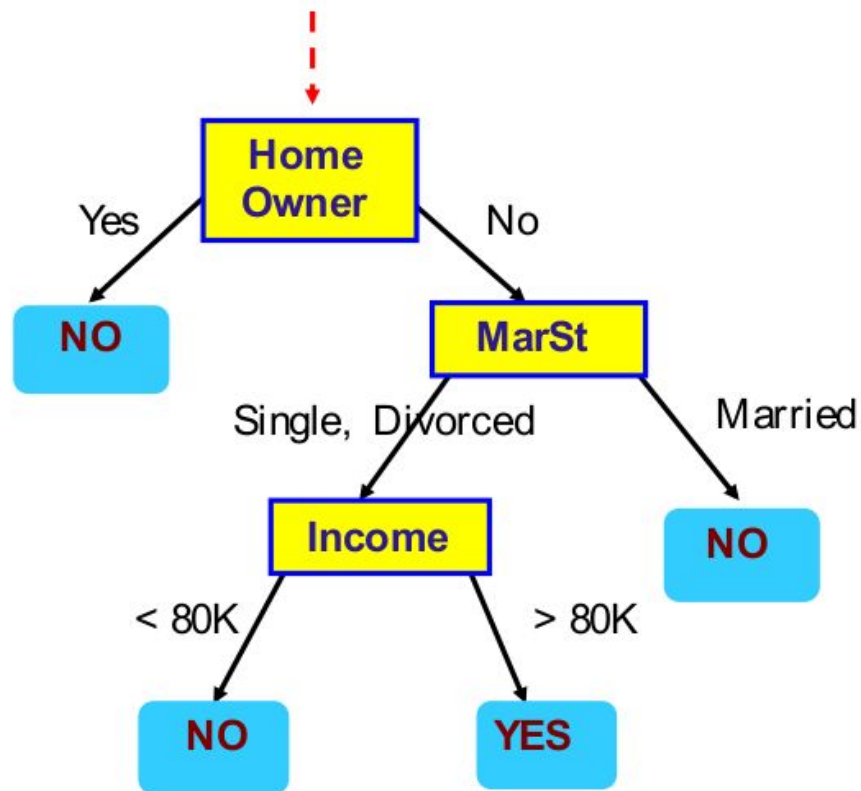 Home
Owner
Yes
No
NO
MarSt
Single, Divorced
Married
Income
NO
< 80K
> 80K
NO
YES